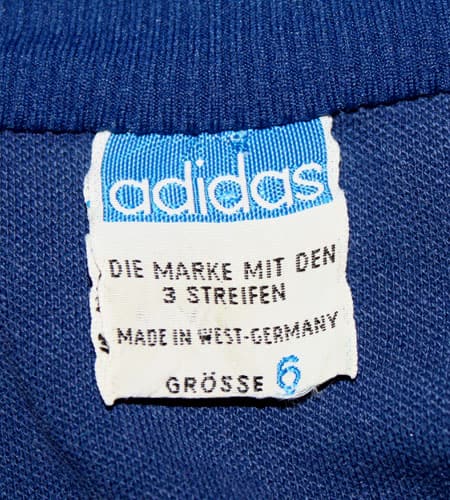 adidas
DIE MARKE MIT DEN
3 STREIFEN
MADE IN WEST-GERMANY
GRÖSSE 6